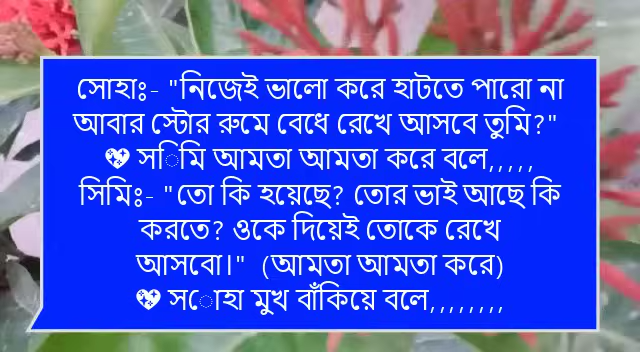 সোহাঃ- "নিজেই ভালো করে হাটতে পারো না
আবার স্টোর রুমে বেধে রেখে আসবে তুমি?"
💖 স িমি আমতা আমতা করে বলে,,,,,
সিমিঃ- "তো কি হয়েছে? তোর ভাই আছে কি
করতে? ওকে দিয়েই তোকে রেখে
আসবো।" (আমতা আমতা করে)
💖 স োহা মুখ বাঁকিয়ে বলে,,,,,,,,